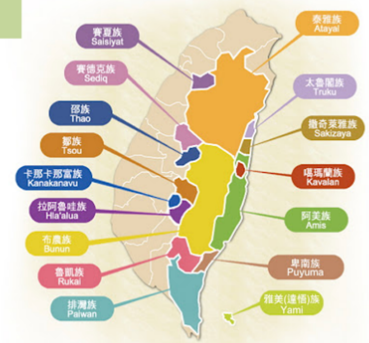 賽夏族
Saisiyat
賽德克族
Sediq
邵族
Thao
鄒族
Tsou
卡那卡那富族
Kanakanavu
拉阿魯哇族
Hla'alua
布農族
Bunun
魯凱族
Rukai
排灣族
Paiwan
泰雅族
Atayal
太魯閣族
Truku
撒奇萊雅族
Sakizaya
噶瑪蘭族
Kavalan
阿美族
Amis
卑南族
Puyuma
雅美(達悟)族
Yami